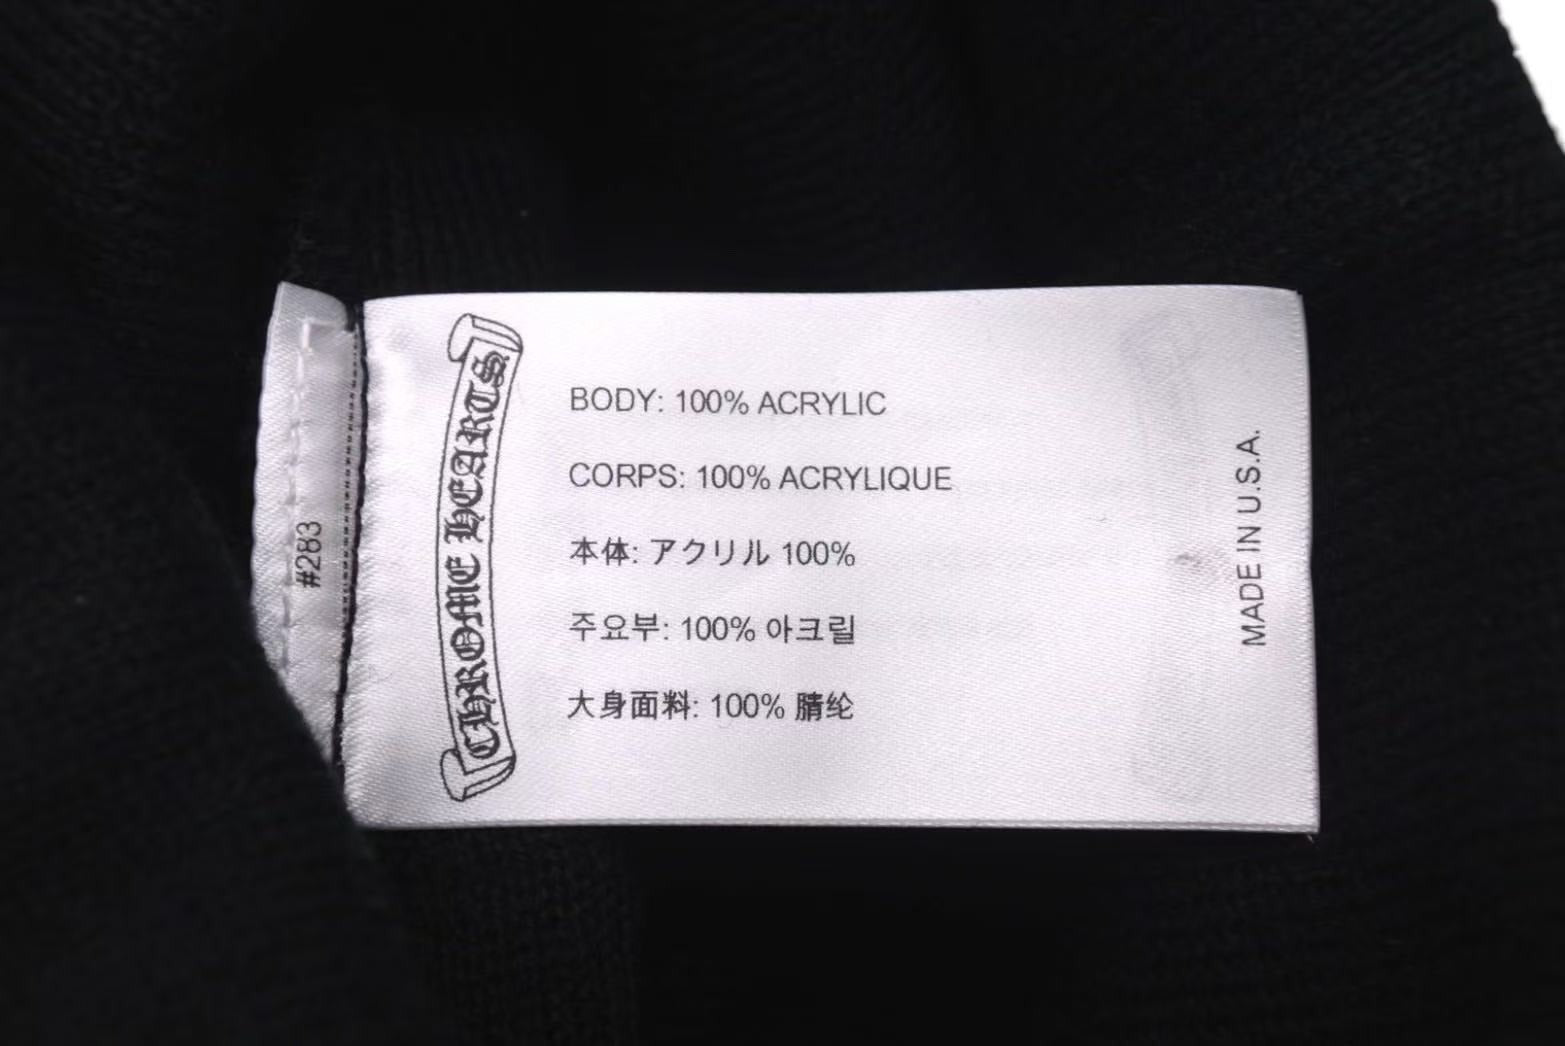 #283
CHROME HEARTS
BODY: 100% ACRYLIC
CORPS: 100% ACRYLIQUE
本体: アクリル 100%
주요부: 100% 아크릴
大身面料: 100% 腈纶
MADE IN U.S.A.